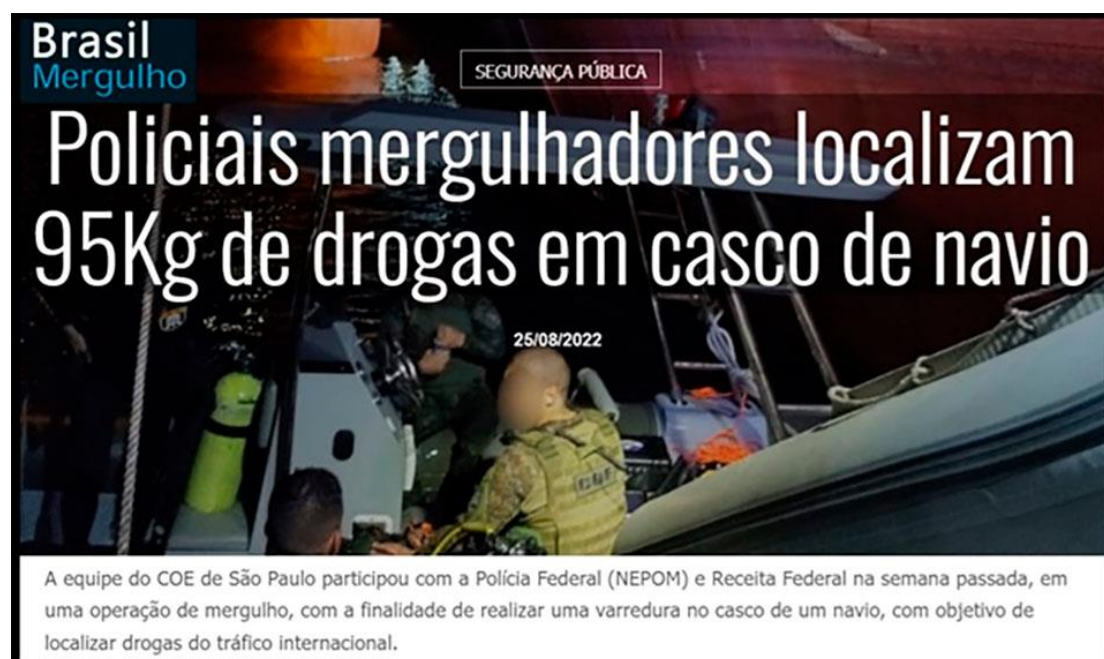 Brasil
Mergulho
SEGURANÇA PÚBLICA
Policiais mergulhadores localizam
95Kg de drogas em casco de navio
25/08/2022
A equipe do COE de São Paulo participou com a Polícia Federal (NEPOM) e Receita Federal na semana passada, em
uma operação de mergulho, com a finalidade de realizar uma varredura no casco de um navio, com objetivo de
localizar drogas do tráfico internacional.